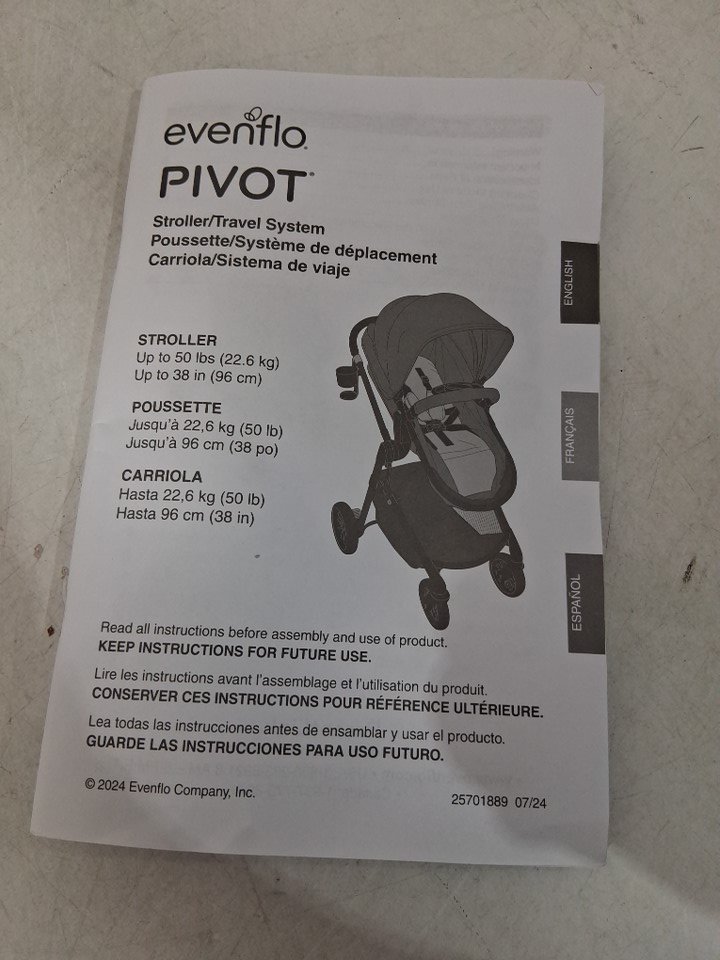 evenflo
PIVOT
Stroller/Travel System
Poussette/Système de déplacement
Carriola/Sistema de viaje
STROLLER
Up to 50 lbs (22.6 kg)
Up to 38 in (96 cm)
POUSSETTE
Jusqu'à 22,6 kg (50 lb)
Jusqu'à 96 cm (38 po)
CARRIOLA
Hasta 22,6 kg (50 lb)
Hasta 96 cm (38 in)
ENGLISH
FRANÇAIS
ESPAÑOL
Read all instructions before assembly and use of product.
KEEP INSTRUCTIONS FOR FUTURE USE.
Lire les instructions avant l'assemblage et l'utilisation du produit.
CONSERVER CES INSTRUCTIONS POUR RÉFÉRENCE ULTÉRIEURE.
Lea todas las instrucciones antes de ensamblar y usar el producto.
GUARDE LAS INSTRUCCIONES PARA USO FUTURO.
© 2024 Evenflo Company, Inc.
25701889 07/24